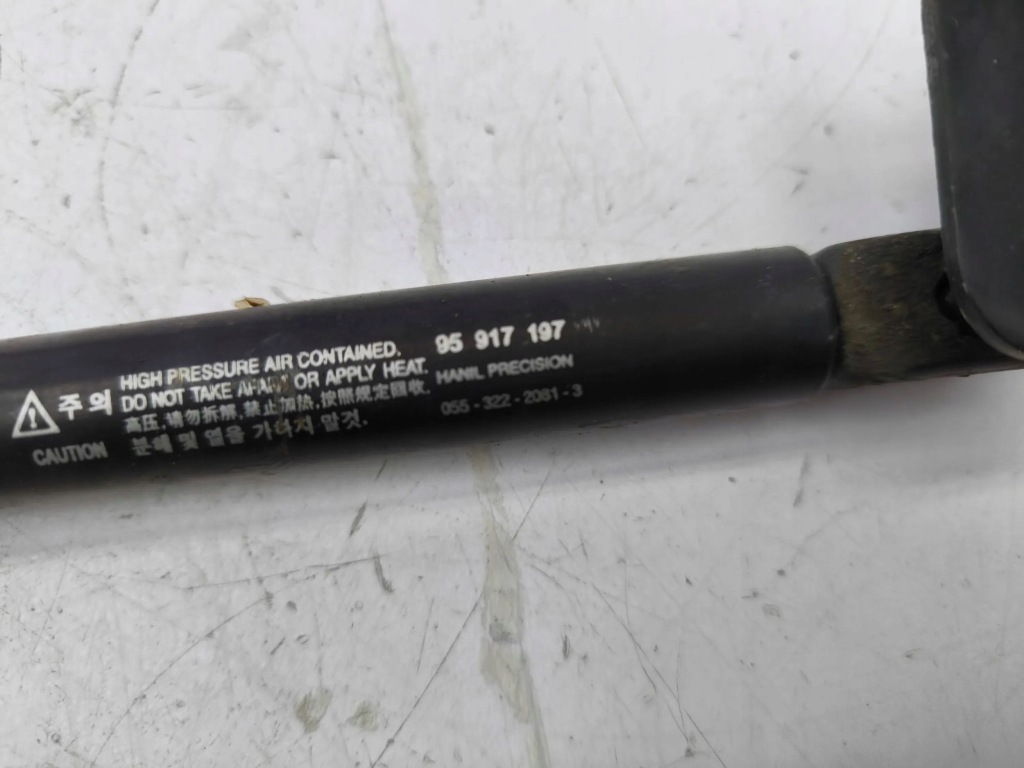 HIGH PRESSURE AIR CONTAINED. 95 917 197
주의 DO NOT TAKE APART OR APPLY HEAT. HANIL PRECISION
高压,请勿拆解,禁止加热,按照规定回收. 055-322-2081-3
CAUTION 분해 및 열을 가하지 말것.